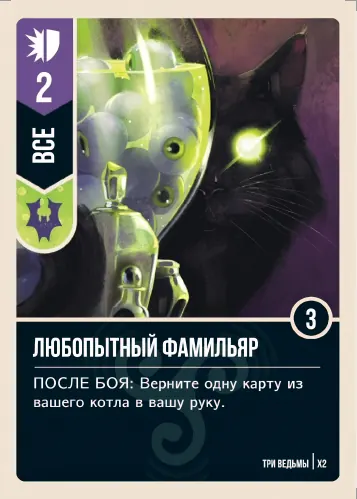 2
ВСЕ
3
ЛЮБОПЫТНЫЙ ФАМИЛЬЯР
ПОСЛЕ БОЯ: Верните одну карту из
вашего котла в вашу руку.
ТРИ ВЕДЬМЫ | X2